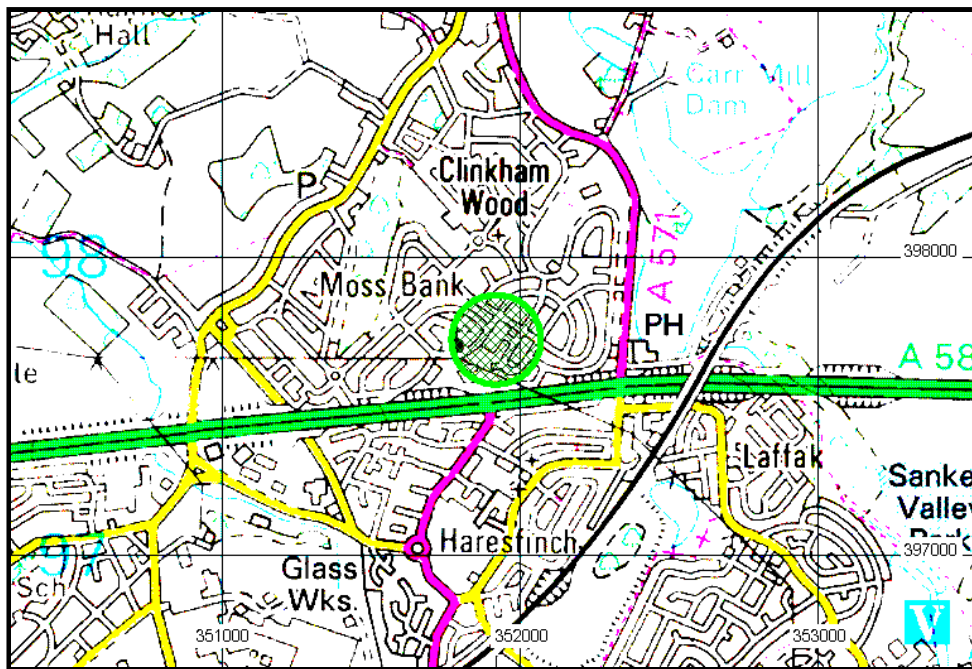 Hall
Carr Mill
Dam
Clinkham
Wood
P
A 571
98
398000
Moss Bank
PH
A 58
le
Laffak
Sanke
Valley
97
Haresfinch
397000
Sch
Glass
Wks
351000
352000
353000
V